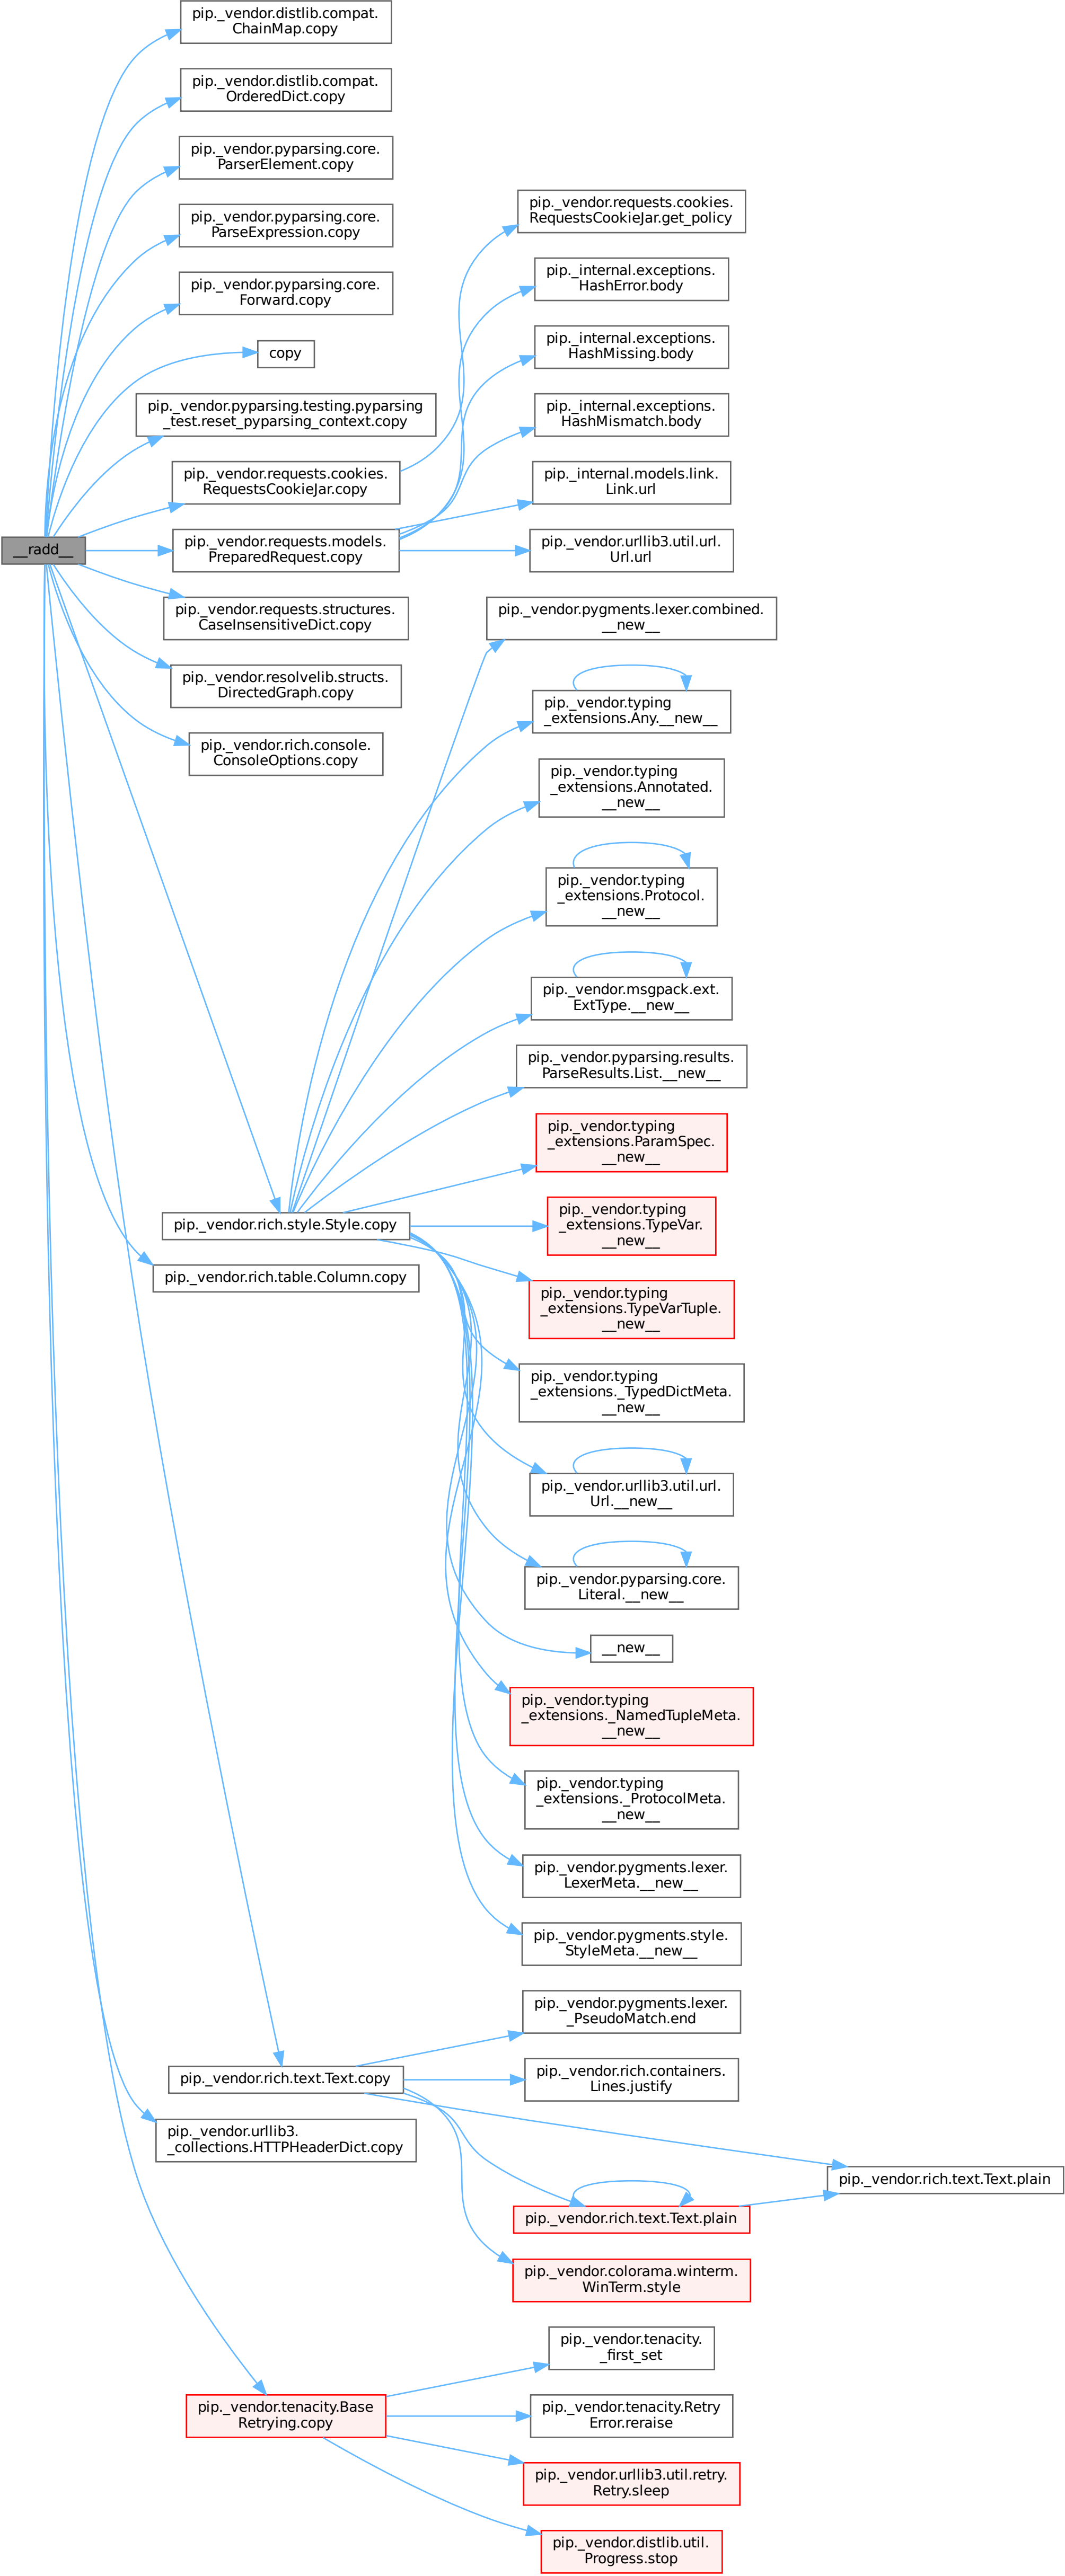 __radd__
pip._vendor.distlib.compat.
ChainMap.copy
pip._vendor.distlib.compat.
OrderedDict.copy
pip._vendor.pyparsing.core.
ParserElement.copy
pip._vendor.pyparsing.core.
ParseExpression.copy
pip._vendor.pyparsing.core.
Forward.copy
copy
pip._vendor.pyparsing.testing.pyparsing
_test.reset_pyparsing_context.copy
pip._vendor.requests.cookies.
RequestsCookieJar.copy
pip._vendor.requests.models.
PreparedRequest.copy
pip._vendor.requests.structures.
CaseInsensitiveDict.copy
pip._vendor.resolvelib.structs.
DirectedGraph.copy
pip._vendor.rich.console.
ConsoleOptions.copy
pip._vendor.rich.style.Style.copy
pip._vendor.rich.table.Column.copy
pip._vendor.rich.text.Text.copy
pip._vendor.urllib3.
_collections.HTTPHeaderDict.copy
pip._vendor.tenacity.Base
Retrying.copy
pip._vendor.requests.cookies.
RequestsCookieJar.get_policy
pip._internal.exceptions.
HashError.body
pip._internal.exceptions.
HashMissing.body
pip._internal.exceptions.
HashMismatch.body
pip._internal.models.link.
Link.url
pip._vendor.urllib3.util.url.
Url.url
pip._vendor.pygments.lexer.combined.
__new__
pip._vendor.typing
_extensions.Any.__new__
pip._vendor.typing
_extensions.Annotated.
__new__
pip._vendor.typing
_extensions.Protocol.
__new__
pip._vendor.msgpack.ext.
ExtType.__new__
pip._vendor.pyparsing.results.
ParseResults.List.__new__
pip._vendor.typing
_extensions.ParamSpec.
__new__
pip._vendor.typing
_extensions.TypeVar.
__new__
pip._vendor.typing
_extensions.TypeVarTuple.
__new__
pip._vendor.typing
_extensions._TypedDictMeta.
__new__
pip._vendor.urllib3.util.url.
Url.__new__
pip._vendor.pyparsing.core.
Literal.__new__
__new__
pip._vendor.typing
_extensions._NamedTupleMeta.
__new__
pip._vendor.typing
_extensions._ProtocolMeta.
__new__
pip._vendor.pygments.lexer.
LexerMeta.__new__
pip._vendor.pygments.style.
StyleMeta.__new__
pip._vendor.pygments.lexer.
_PseudoMatch.end
pip._vendor.rich.containers.
Lines.justify
pip._vendor.rich.text.Text.plain
pip._vendor.colorama.winterm.
WinTerm.style
pip._vendor.tenacity.
_first_set
pip._vendor.tenacity.Retry
Error.reraise
pip._vendor.urllib3.util.retry.
Retry.sleep
pip._vendor.distlib.util.
Progress.stop
pip._vendor.rich.text.Text.plain